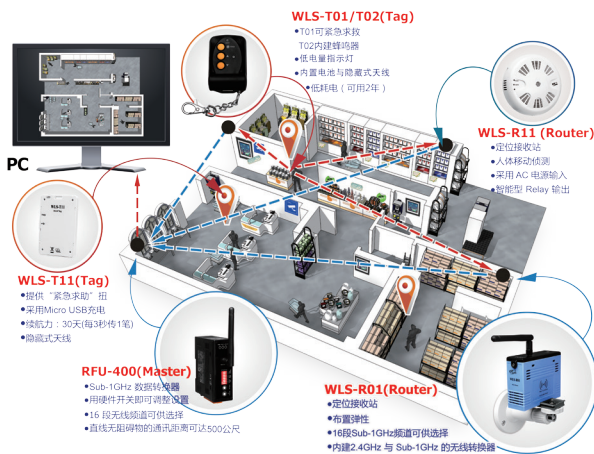 WLS-T01/T02(Tag)
•T01可紧急求救
T02内建蜂鸣器
•低电量指示灯
•内置电池与隐藏式天线
•低耗电（可用2年）
PC
WLS-R11 (Router)
•定位接收站
•人体移动侦测
•采用 AC 电源输入
•智能型 Relay 输出
WLS-T11(Tag)
•提供“紧急求助”扭
•采用Micro USB充电
•续航力：30天(每3秒传1笔)
•隐藏式天线
RFU-400(Master)
•Sub-1GHz 数据转换器
•用硬件开关即可调整设置
•16 段无线频道可供选择
•直线无阻碍物的通讯距离可达500公尺
WLS-R01(Router)
•定位接收站
•布置弹性
•16段Sub-1GHz频道可供选择
•内建2.4GHz 与 Sub-1GHz 的无线转换器